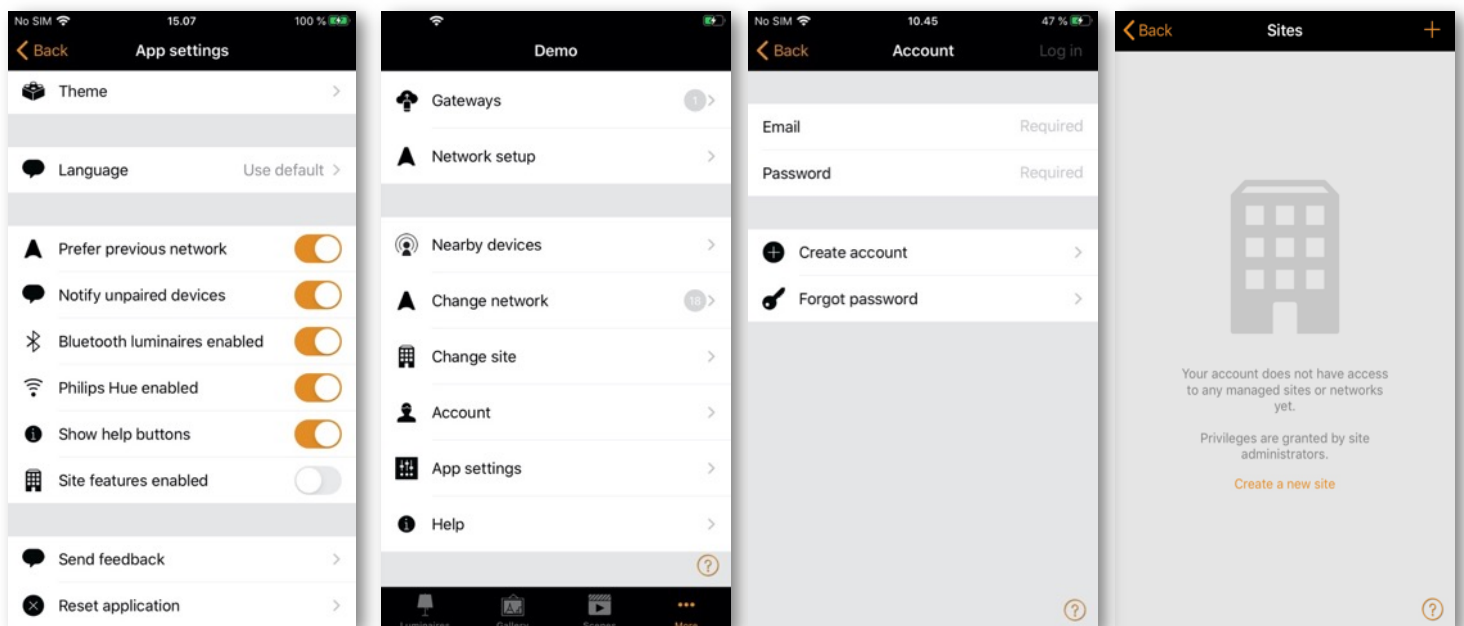 No SIM 15.07 100 %
Back App settings
Theme
Language Use default
Prefer previous network
Notify unpaired devices
Bluetooth luminaires enabled
Philips Hue enabled
Show help buttons
Site features enabled
Send feedback
Reset application
Demo
Gateways 1
Network setup
Nearby devices
Change network 18
Change site
Account
App settings
Help
?
Luminaires Gallery Scenes More
No SIM 10.45 47 %
Back Account Log in
Email Required
Password Required
Create account
Forgot password
?
Back Sites +
Your account does not have access
to any managed sites or networks
yet.
Privileges are granted by site
administrators.
Create a new site
?